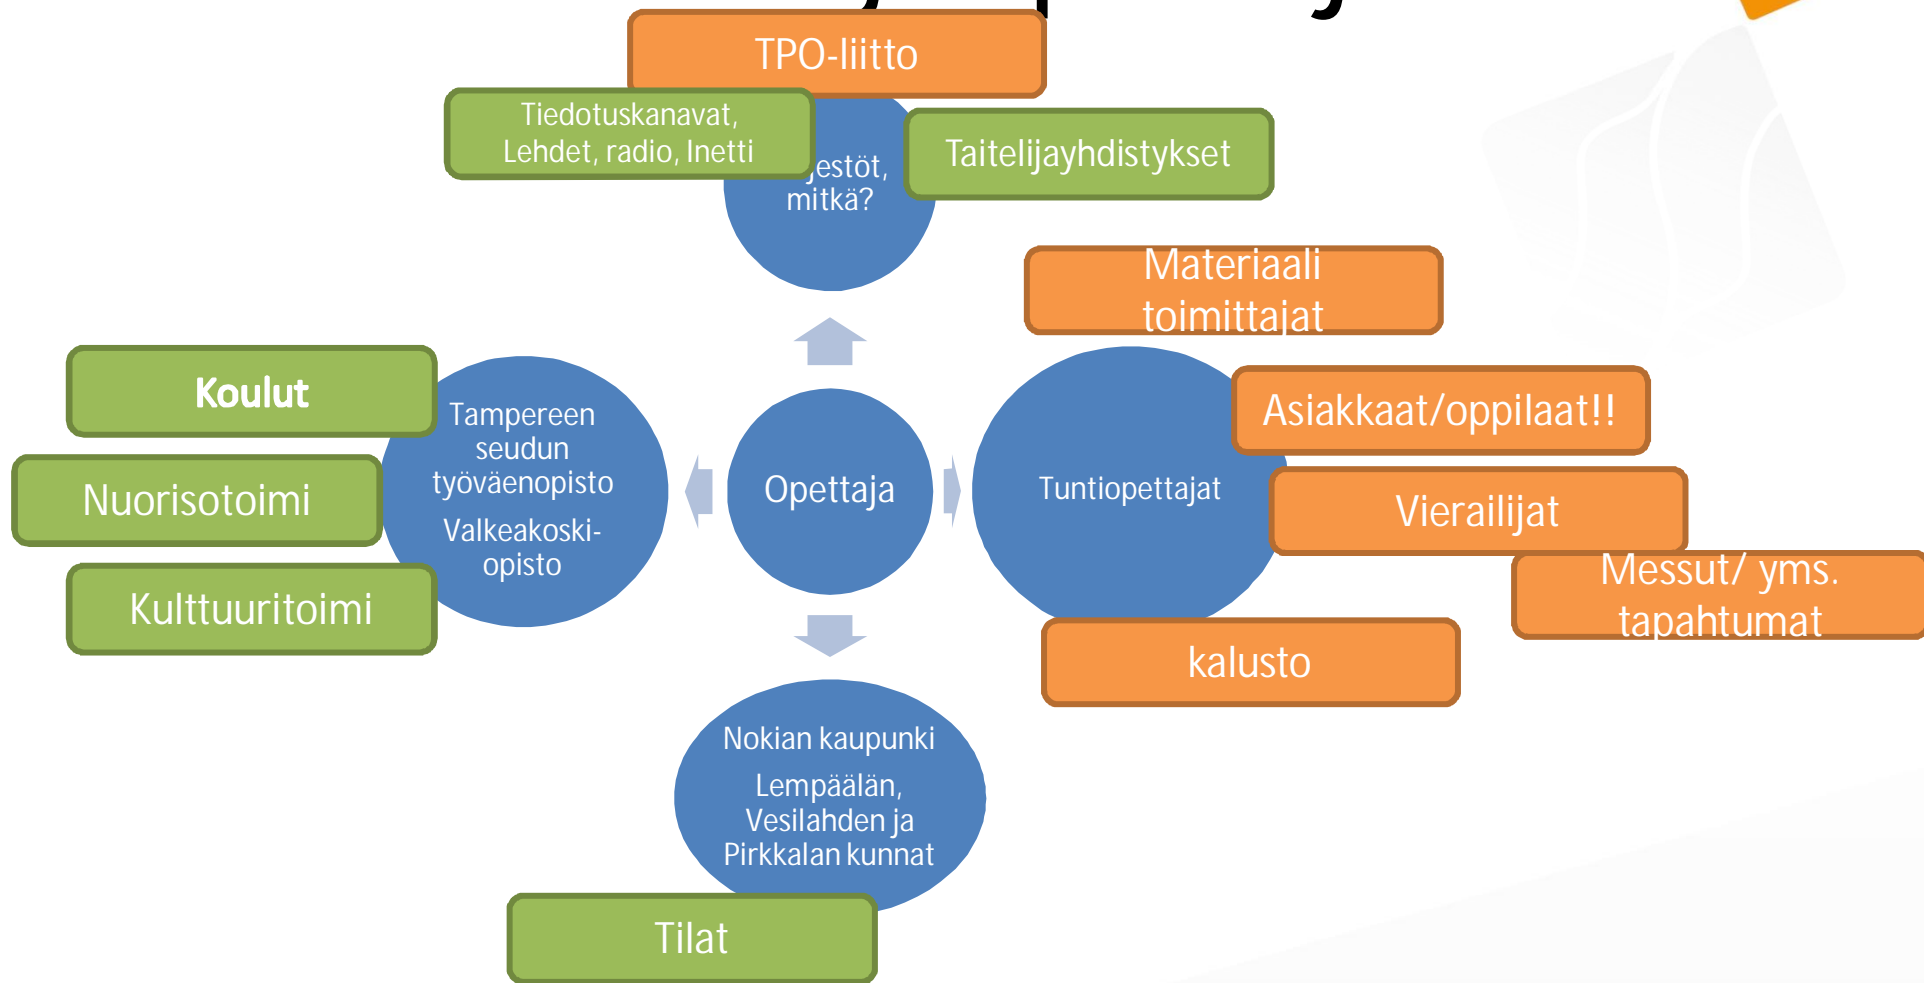 TPO-liitto
Tiedotuskanavat,
Lehdet, radio, Inetti
Taitelijayhdistykset
mitkä?
Materiaali
toimittajat
Koulut
Nuorisotoimi
Kulttuuritoimi
Tampereen
seudun
työväenopisto
Valkeakoski-
opisto
Opettaja
Tuntiopettajat
Asiakkaat/oppilaat!!
Vierailijat
Messut/ yms.
tapahtumat
kalusto
Nokian kaupunki
Lempäälän,
Vesilahden ja
Pirkkalan kunnat
Tilat